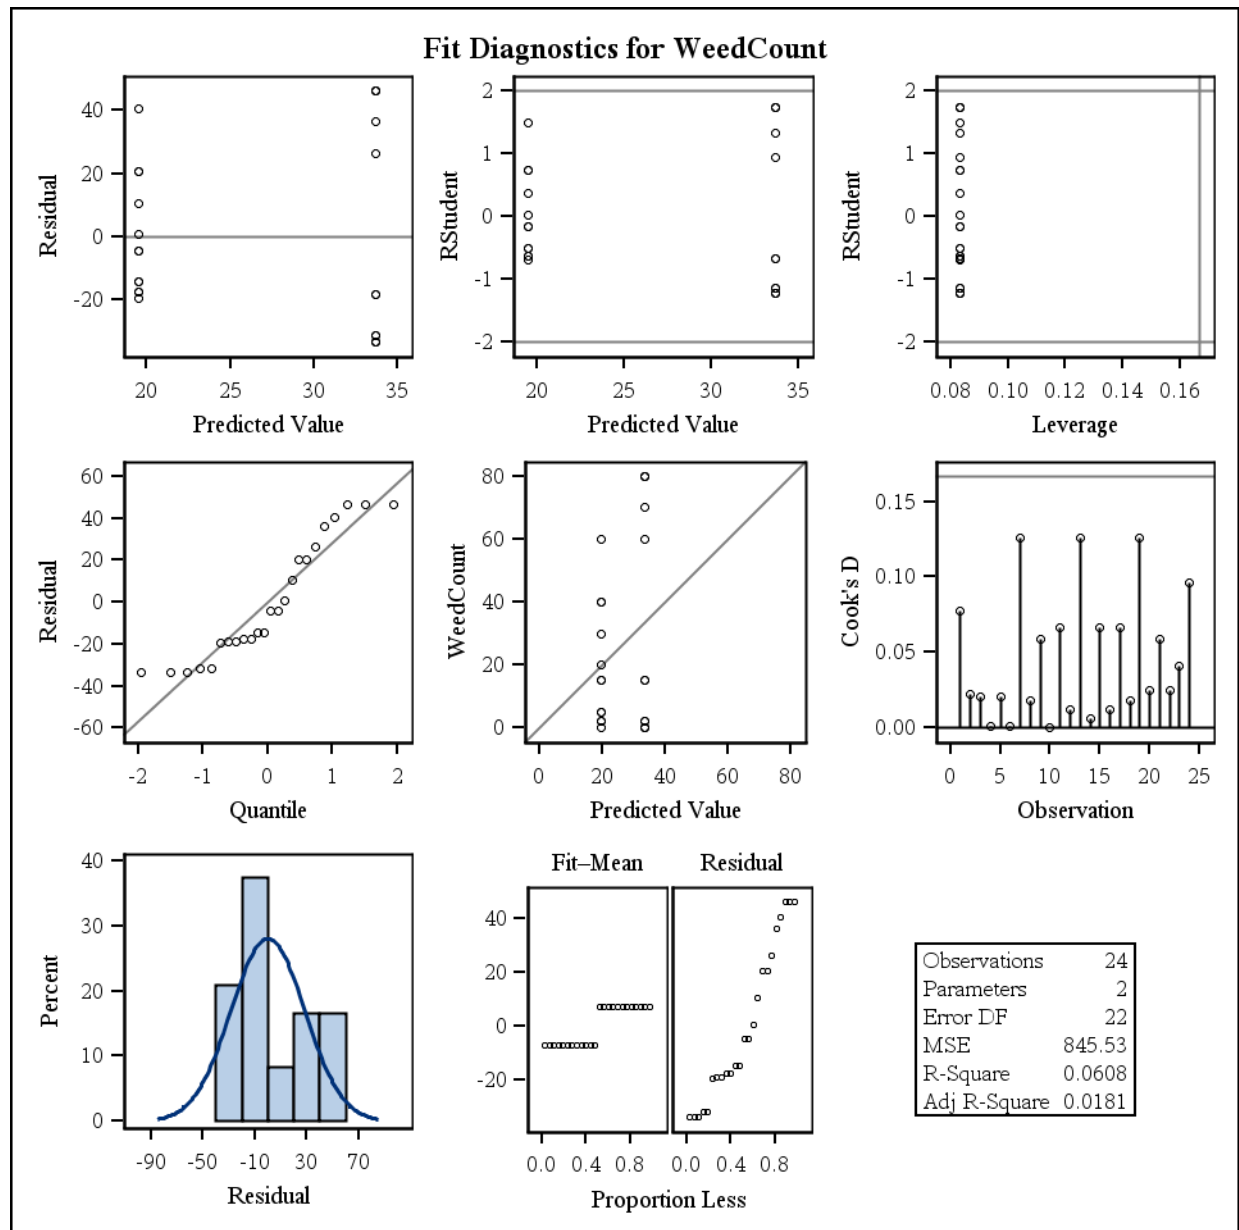 Fit Diagnostics for WeedCount
Residual
40
20
0
-20
20 25 30 35
Predicted Value
RStudent
2
1
0
-1
-2
20 25 30 35
Predicted Value
RStudent
2
1
0
-1
-2
0.08 0.10 0.12 0.14 0.16
Leverage
Residual
60
40
20
0
-20
-40
-60
-2 -1 0 1 2
Quantile
WeedCount
80
60
40
20
0
0 20 40 60 80
Predicted Value
Cook's D
0.15
0.10
0.05
0.00
0 5 10 15 20 25
Observation
Percent
40
30
20
10
0
-90 -50 -10 30 70
Residual
Fit–Mean Residual
40
20
0
-20
0.0 0.4 0.8 0.0 0.4 0.8
Proportion Less
Observations 24
Parameters 2
Error DF 22
MSE 845.53
R-Square 0.0608
Adj R-Square 0.0181